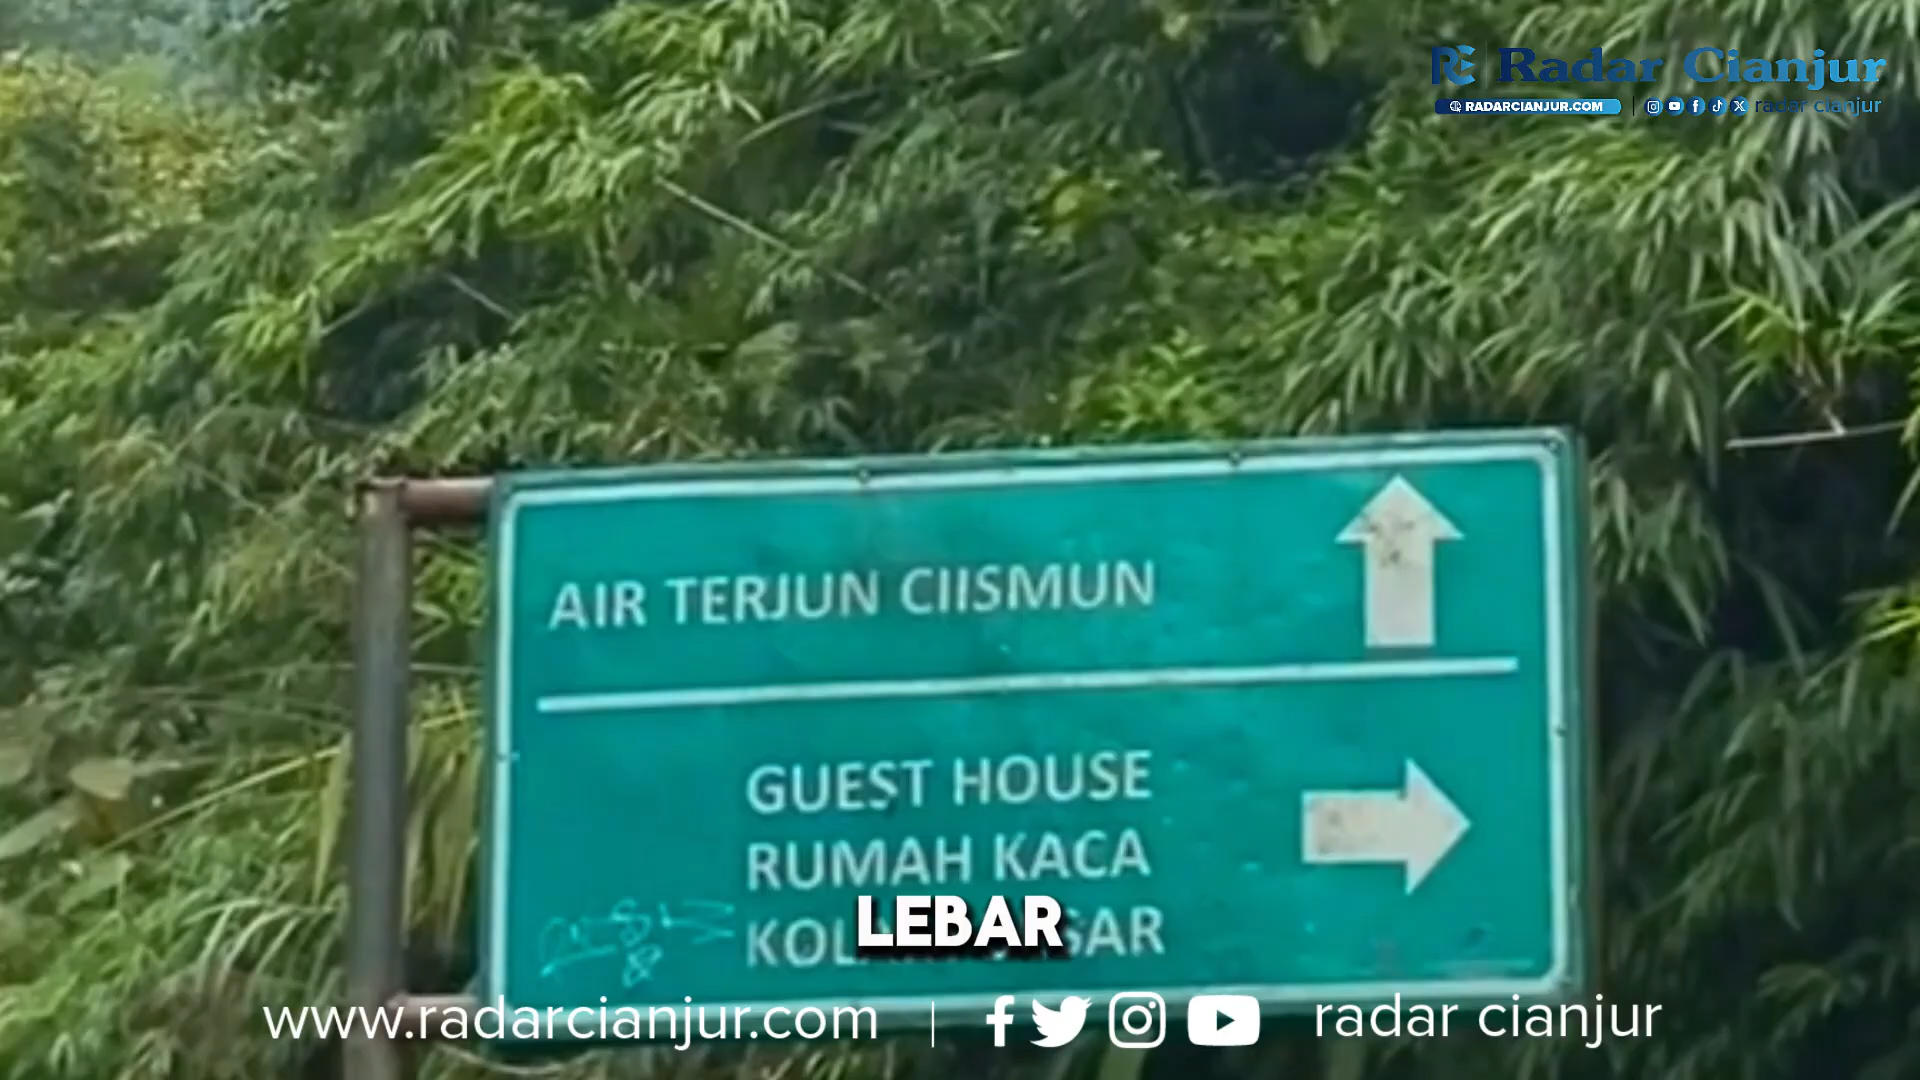 RC Radar Cianjur
RADARCIANJUR.COM | radar cianjur
AIR TERJUN CIISMUN
GUEST HOUSE
RUMAH KACA
LEBAR
www.radarcianjur.com | radar cianjur